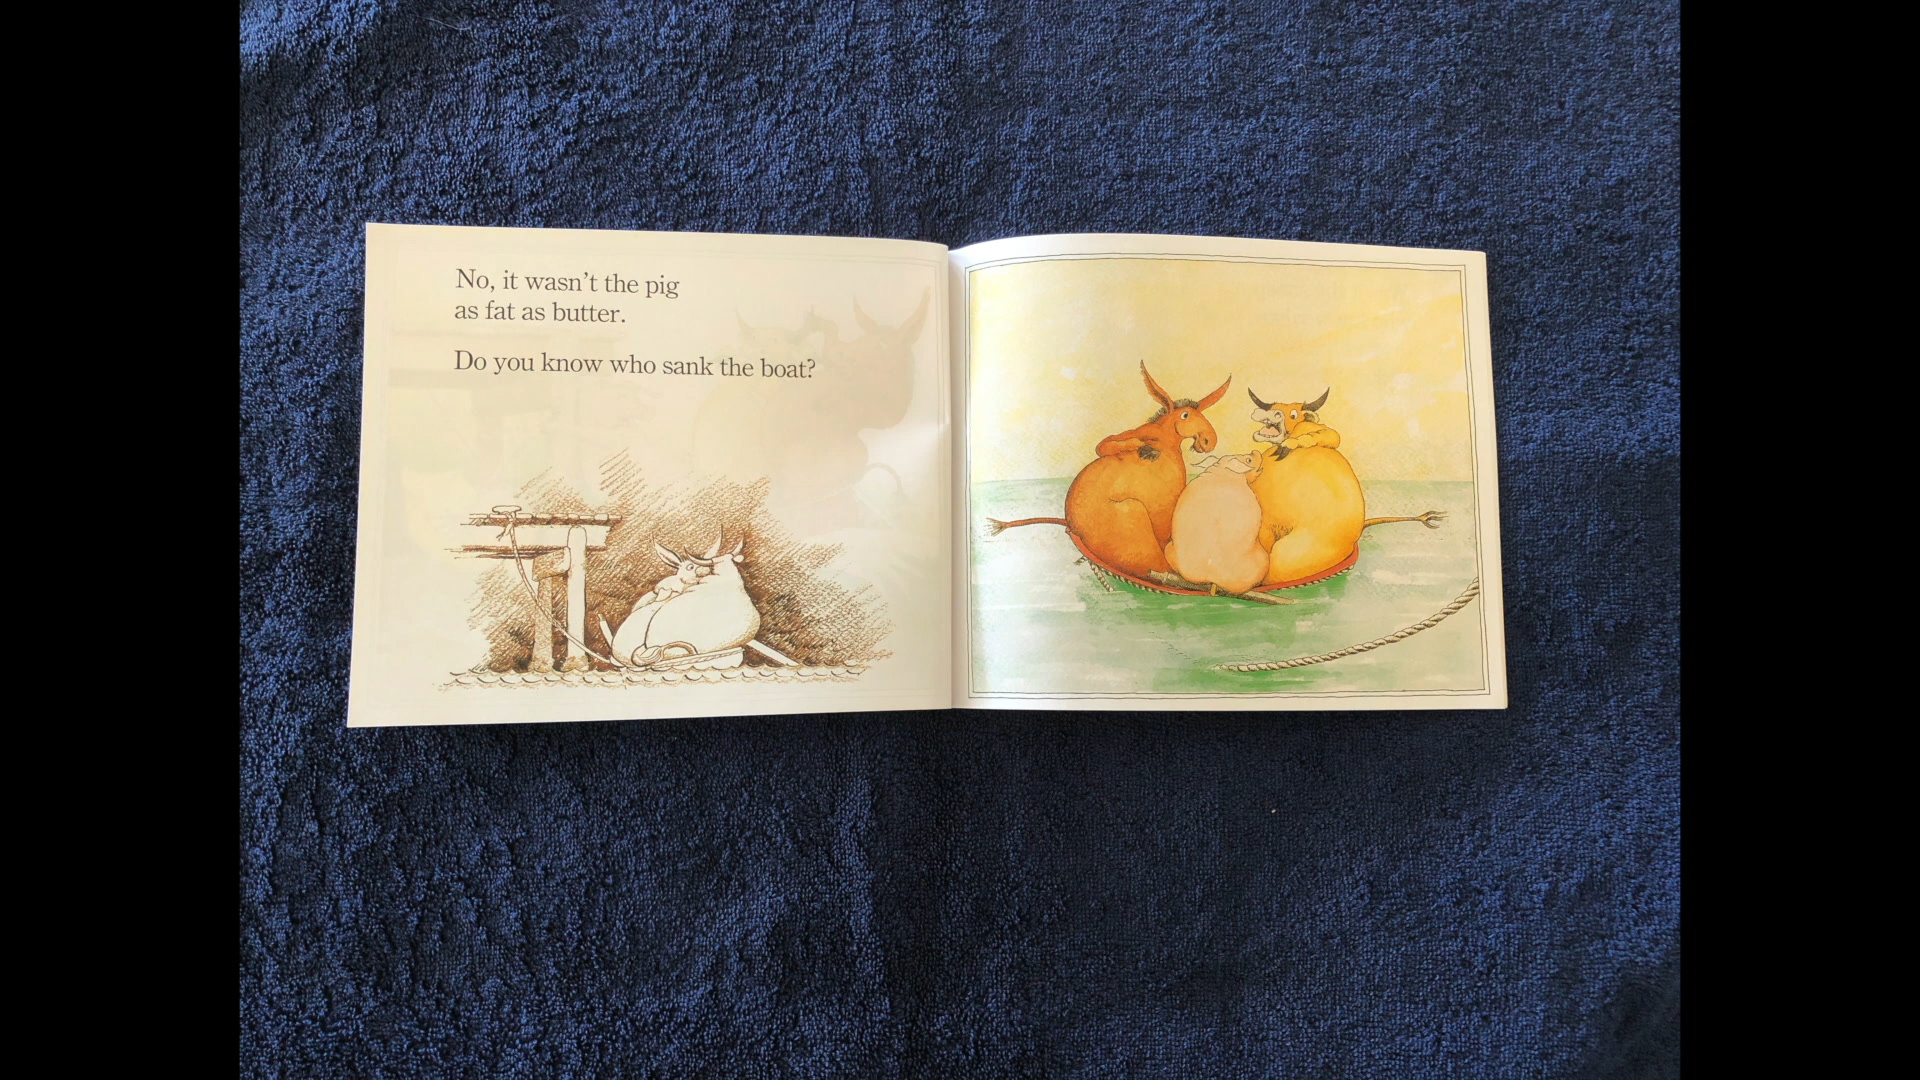 No, it wasn't the pig
as fat as butter.
Do you know who sank the boat?